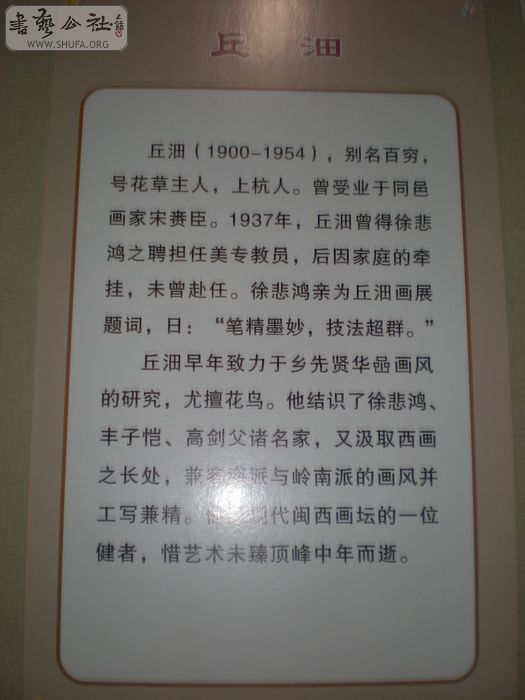 書藝公社
WWW.SHUFA.ORG
丘 沺
丘沺（1900-1954），别名百穷，
号花草主人，上杭人。曾受业于同邑
画家宋赉臣。1937年，丘沺曾得徐悲
鸿之聘担任美专教员，后因家庭的牵
挂，未曾赴任。徐悲鸿亲为丘沺画展
题词，日：“笔精墨妙，技法超群。”
丘沺早年致力于乡先贤华喦画风
的研究，尤擅花鸟。他结识了徐悲鸿、
丰子恺、高剑父诸名家，又汲取西画
之长处，兼容海派与岭南派的画风并
工写兼精。 现代闽西画坛的一位
健者，惜艺术未臻顶峰中年而逝。